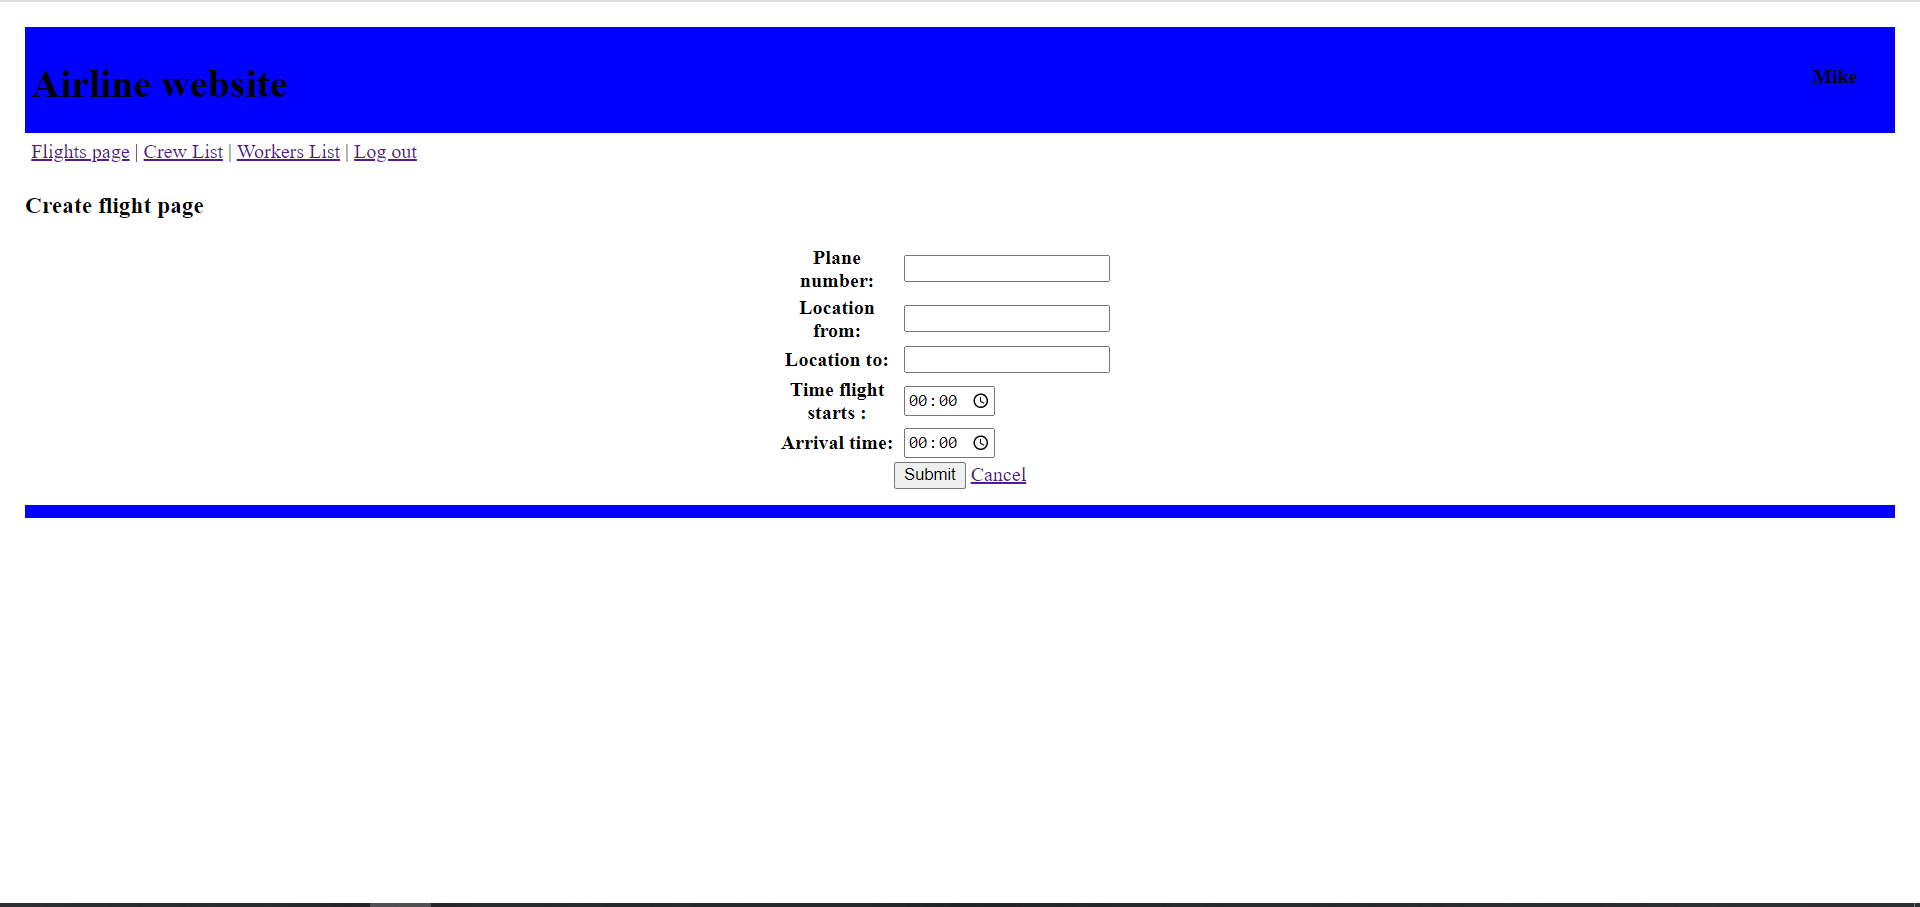 Airline website
Mike
Flights page | Crew List | Workers List | Log out
Create flight page
Plane
number:
Location
from:
Location to:
Time flight
starts :
00:00
Arrival time:
00:00
Submit Cancel